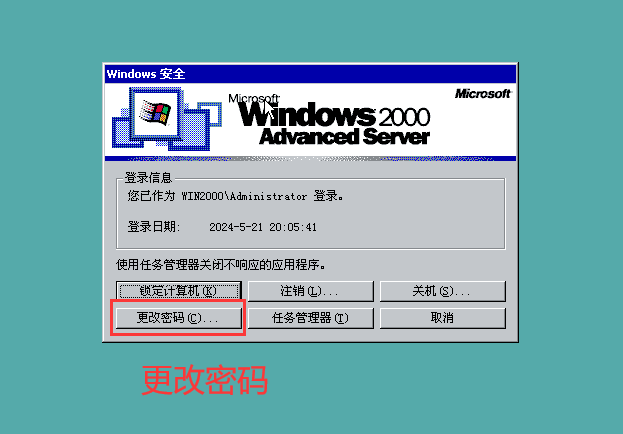 Windows 安全
Microsoft
Microsoft
Windows 2000
Advanced Server
登录信息
您已作为 WIN2000\Administrator 登录。
登录日期: 2024-5-21 20:05:41
使用任务管理器关闭不响应的应用程序。
锁定计算机(K) 注销(L)... 关机(S)...
更改密码(C)... 任务管理器(T) 取消
更改密码